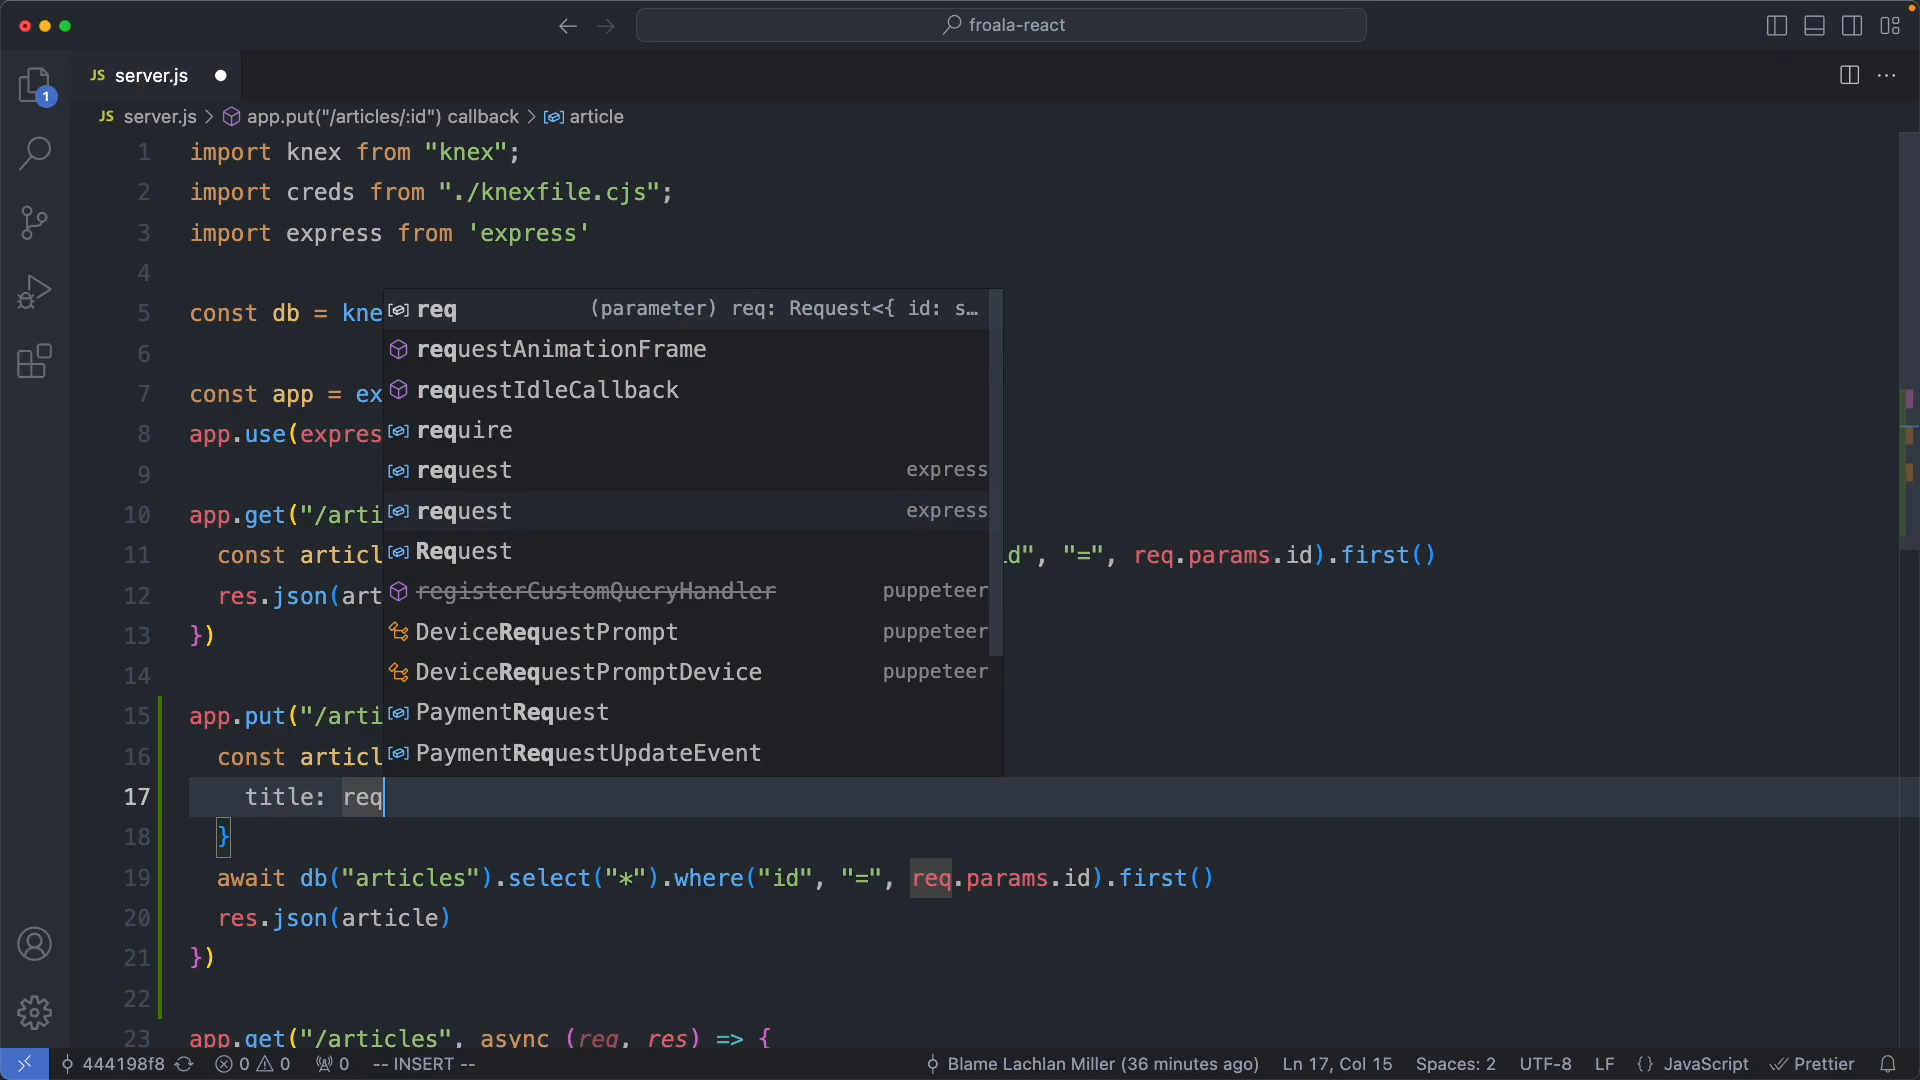 froala-react
JS server.js
1
JS server.js > app.put("/articles/:id") callback > article
1 import knex from "knex";
2 import creds from "./knexfile.cjs";
3 import express from 'express'
4
5 const db = kne
6
7 const app = ex
8 app.use(expres
9
10 app.get("/arti
11 const articl d", "=", req.params.id).first()
12 res.json(art
13 })
14
15 app.put("/arti
16 const articl
17 title: req
18 }
19 await db("articles").select("*").where("id", "=", req.params.id).first()
20 res.json(article)
21 })
22
23 app.get("/articles", async (req, res) => {
req (parameter) req: Request<{ id: s…
requestAnimationFrame
requestIdleCallback
require
request express
request express
Request
registerCustomQueryHandler puppeteer
DeviceRequestPrompt puppeteer
DeviceRequestPromptDevice puppeteer
PaymentRequest
PaymentRequestUpdateEvent
444198f8 0 0 0 -- INSERT -- Blame Lachlan Miller (36 minutes ago) Ln 17, Col 15 Spaces: 2 UTF-8 LF {} JavaScript Prettier